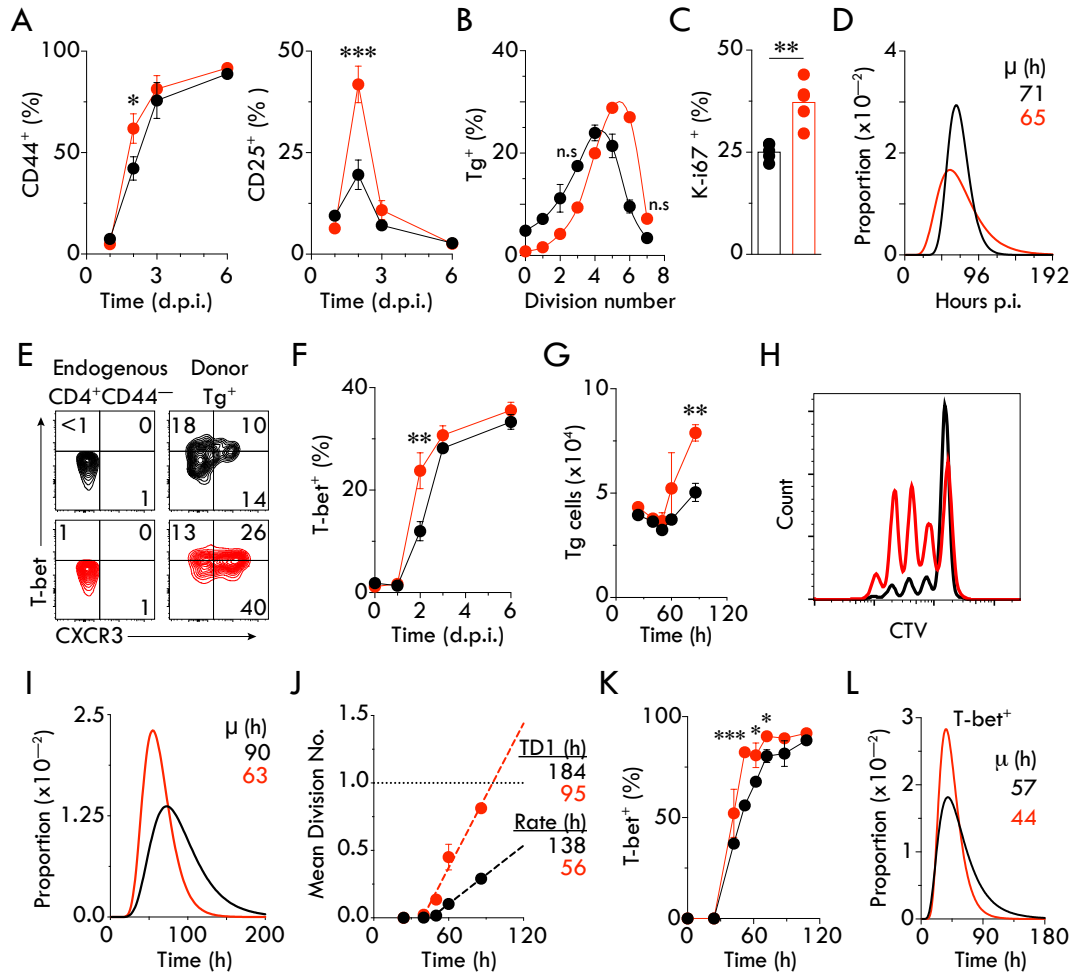 A
CD44⁺ (%)
100
50
0
0 3 6
Time (d.p.i.)
*
CD25⁺ (%)
50
25
0
0 3 6
Time (d.p.i.)
***
B
Tg⁺ (%)
40
20
0
0 2 4 6 8
Division number
n.s
n.s
C
K-i67 ⁺ (%)
50
25
0
**
D
Proportion (x10⁻²)
4
3
2
1
0
0 96 192
Hours p.i.
μ (h)
71
65
E
Endogenous Donor
CD4⁺CD44⁻ Tg⁺
<1 0 18 10
1 14
1 0 13 26
1 40
T-bet
CXCR3
F
T-bet⁺ (%)
40
20
0
0 2 4 6
Time (d.p.i.)
**
G
Tg cells (x10⁴)
10
5
0
0 60 120
Time (h)
**
H
Count
CTV
I
Proportion (x10⁻²)
2.5
1.25
0.0
0 100 200
Time (h)
μ (h)
90
63
J
Mean Division No.
1.5
1.0
0.5
0.0
0 60 120
Time (h)
TD1 (h)
184
95
Rate (h)
138
56
K
T-bet⁺ (%)
100
50
0
0 60 120
Time (h)
*** * *
L
Proportion (x10⁻²)
3
2
1
0
0 90 180
Time (h)
T-bet⁺
μ (h)
57
44